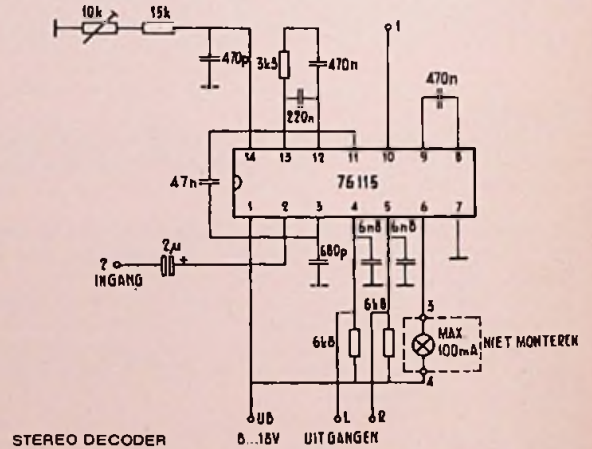 10k
15k
470p
3k3
470n
220n
1
470n
14
13
12
11
10
9
8
47n
76115
1
2
3
4
5
6
7
2μ
+
2
INGANG
680p
6n8
6n8
6k8
6k8
3
MAX.
100mA
NIET MONTEREN
4
UB
8...18V
L
R
UITGANGEN
STEREO DECODER